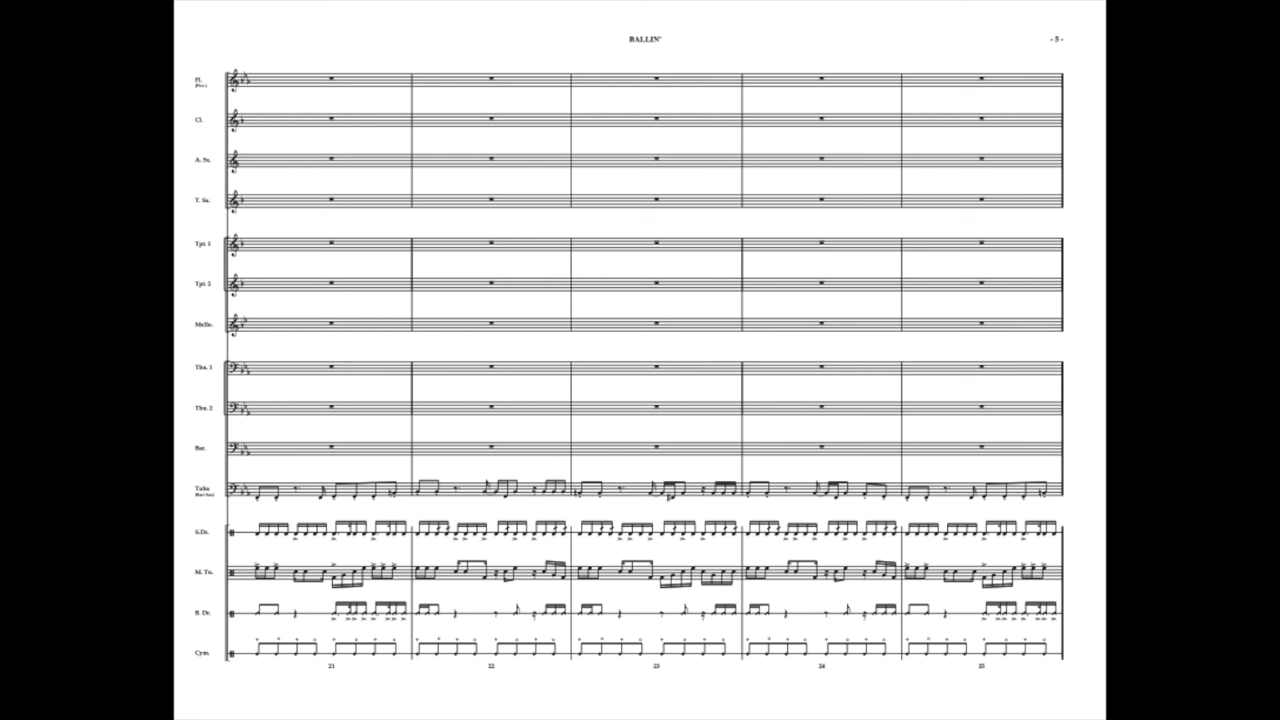 BALLIN'
- 5 -
Fl.
(Picc.)
Cl.
A. Sx.
T. Sx.
Tpt. 1
Tpt. 2
Mello.
Tbn. 1
Tbn. 2
Bar.
Tuba
S.Dr.
M. Tn.
B. Dr.
Cym.
21
22
23
24
25